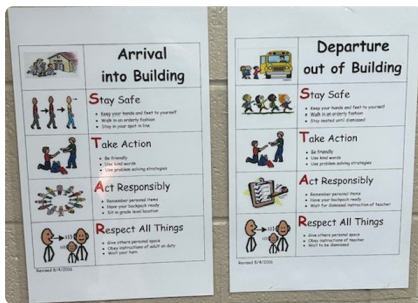 Arrival
into Building
Stay Safe
Keep your hands and feet to yourself
Walk in an orderly fashion
Stay in your spot in line
Take Action
Be friendly
Use kind words
Use problem solving strategies
Act Responsibly
Remember personal items
Have your backpack ready
Sit in grade level location
Respect All Things
Give others personal space
Obey instructions of adult on duty
Wait your turn
Revised 8/4/2016
Departure
out of Building
Stay Safe
Keep your hands and feet to yourself
Walk in an orderly fashion
Stay seated until dismissed
Take Action
Be friendly
Use kind words
Use problem solving strategies
Act Responsibly
Remember personal items
Have your backpack ready
Wait for dismissal instruction of teacher
Respect All Things
Give others personal space
Obey instructions of teacher
Wait to be dismissed
Revised 8/4/2016